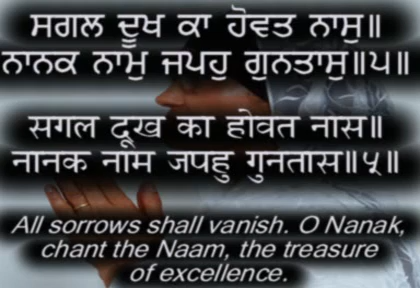 ਸਗਲ ਦੂਖ ਕਾ ਹੋਵਤ ਨਾਸੁ॥
ਨਾਨਕ ਨਾਮੁ ਜਪਹੁ ਗੁਨਤਾਸੁ॥੫॥
सगल दूख का होवत नास॥
नानक नाम जपहु गुनतास॥५॥
All sorrows shall vanish. O Nanak,
chant the Naam, the treasure
of excellence.